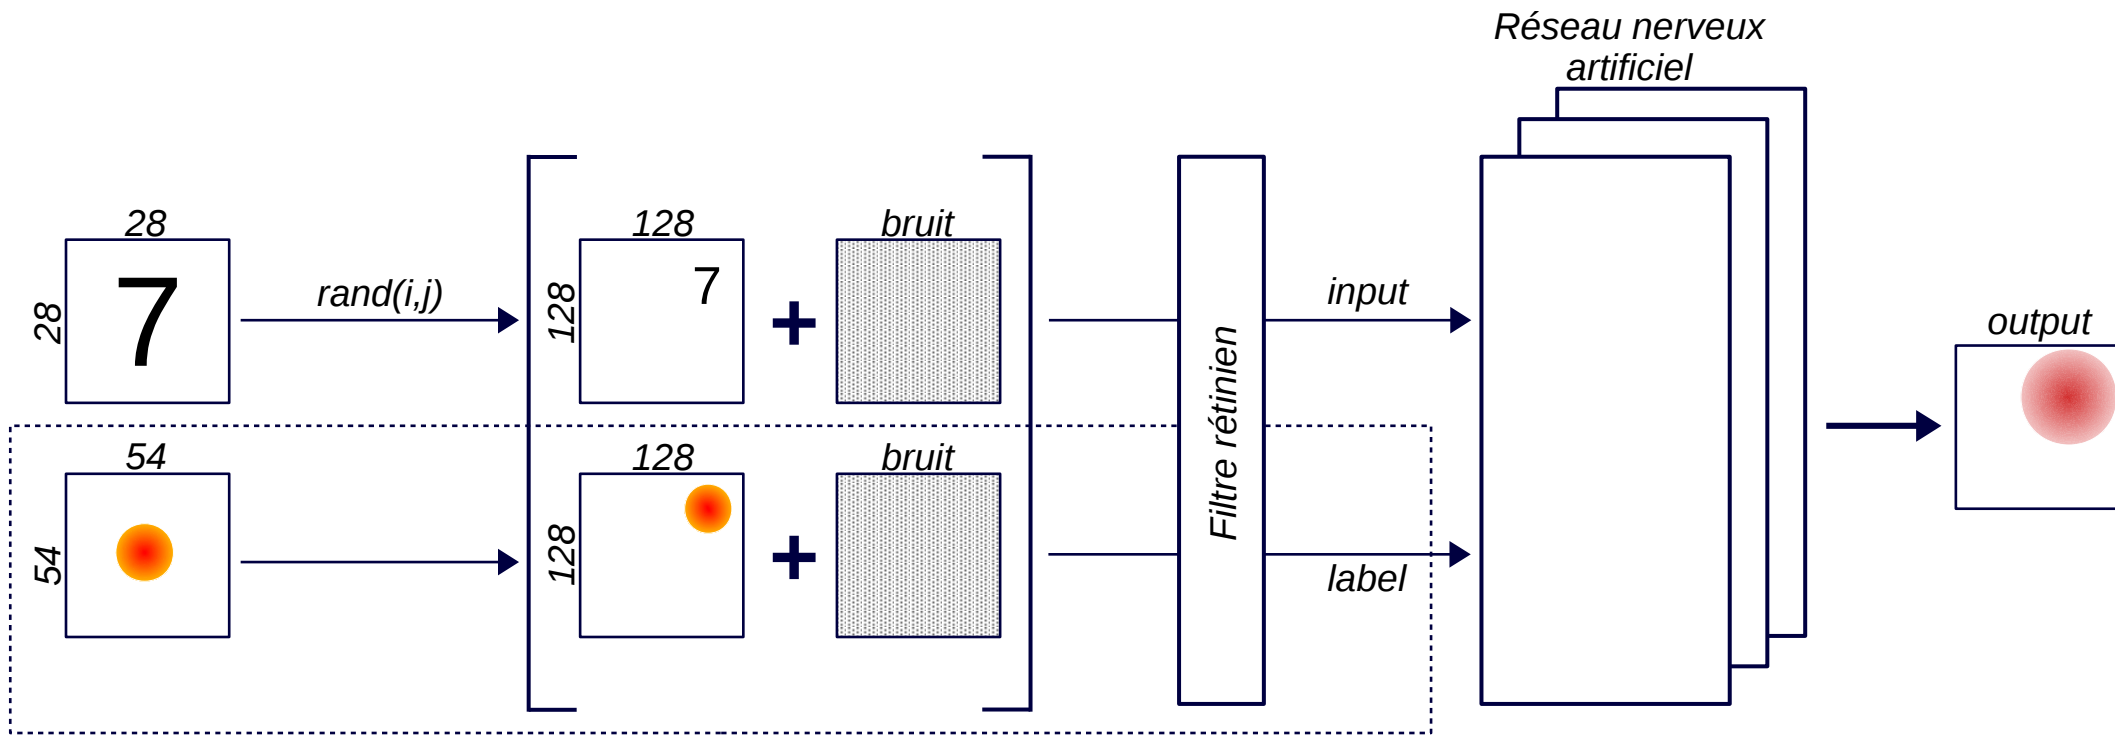 Réseau nerveux
artificiel
28
28
7
rand(i,j)
128
128
7
+
bruit
Filtre rétinien
input
output
54
54
128
128
+
bruit
label